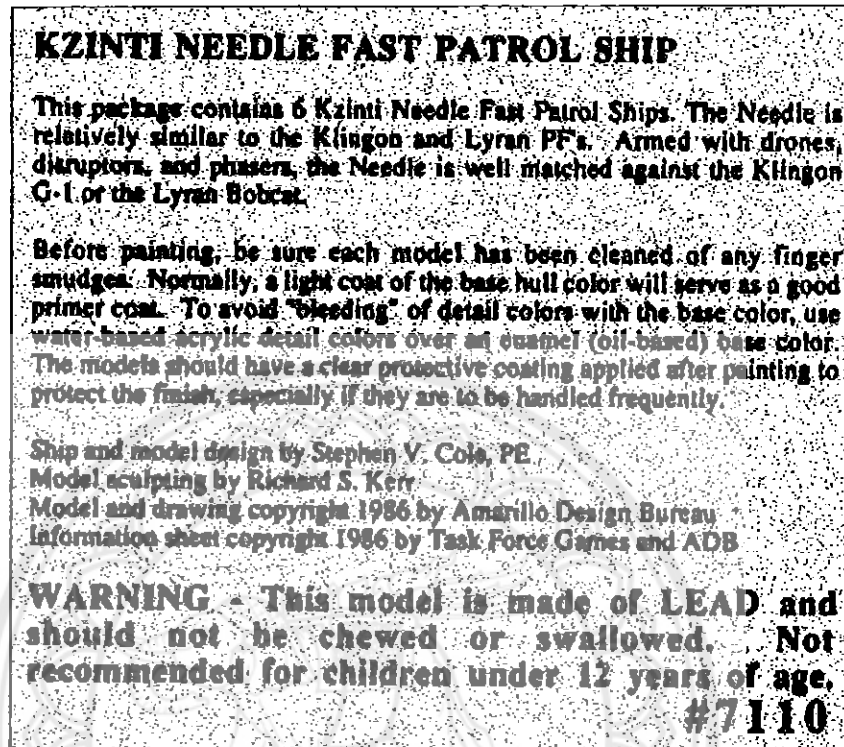 KZINTI NEEDLE FAST PATROL SHIP
This package contains 6 Kzinti Needle Fast Patrol Ships. The Needle is
relatively similar to the Klingon and Lyran PF's. Armed with drones,
disruptors, and phasers, the Needle is well matched against the Klingon
G-1 or the Lyran Bobcat.
Before painting, be sure each model has been cleaned of any finger
smudges. Normally, a light coat of the base hull color will serve as a good
primer coat. To avoid "bleeding" of detail colors with the base color, use
water-based acrylic detail colors over an enamel (oil-based) base color.
The models should have a clear protective coating applied after painting to
protect the finish, especially if they are to be handled frequently.
Ship and model design by Stephen V. Cole, PE
Model sculpting by Richard S. Kerr
Model and drawing copyright 1986 by Amarillo Design Bureau
Information sheet copyright 1986 by Task Force Games and ADB
WARNING - This model is made of LEAD and
should not be chewed or swallowed. Not
recommended for children under 12 years of age.
#7110